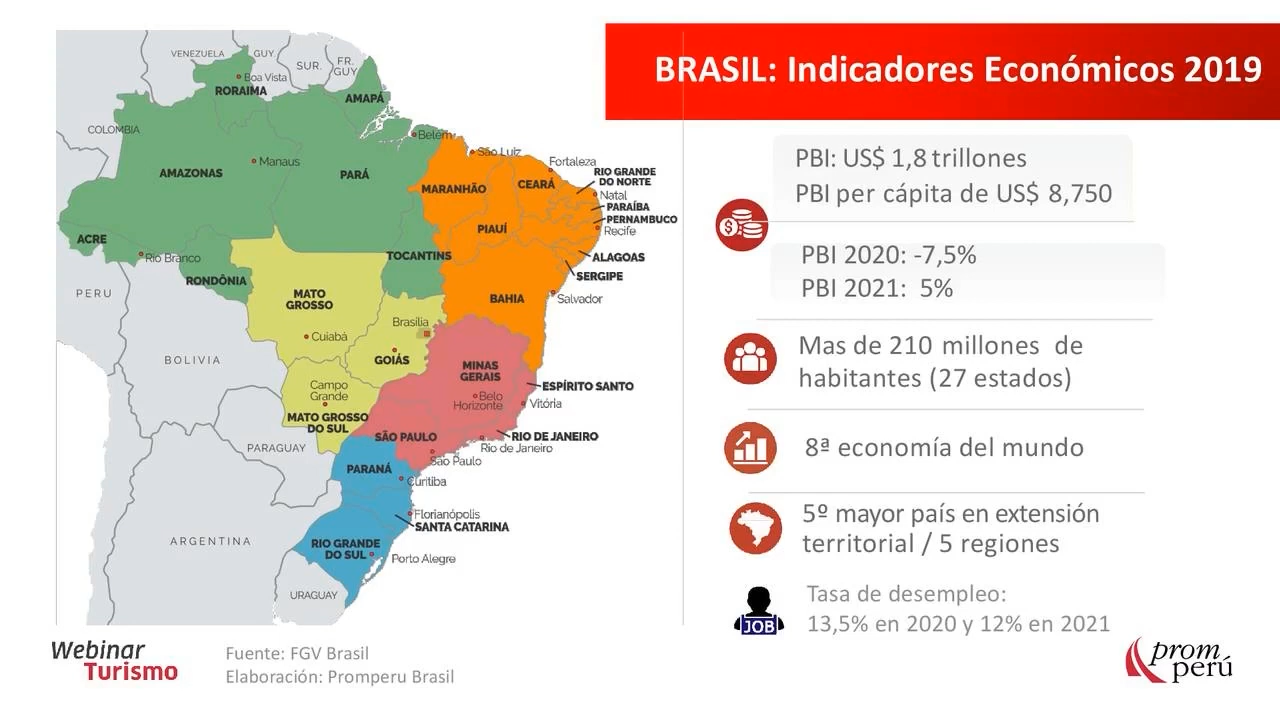 BRASIL: Indicadores Económicos 2019
VENEZUELA
GUY
SUR.
FR.
GUY
Boa Vista
RORAIMA
AMAPÁ
COLOMBIA
Belém
São Luiz
Fortaleza
Manaus
AMAZONAS
PARÁ
MARANHÃO
CEARÁ
RIO GRANDE
DO NORTE
Natal
PARAÍBA
PERNAMBUCO
Recife
PIAUÍ
ACRE
Rio Branco
TOCANTINS
ALAGOAS
SERGIPE
RONDÔNIA
PERU
MATO
GROSSO
BAHIA
Salvador
Brasília
Cuiabá
BOLIVIA
GOIÁS
MINAS
GERAIS
Campo
Grande
Belo
Horizonte
ESPÍRITO SANTO
Vitória
MATO GROSSO
DO SUL
SÃO PAULO
RIO DE JANEIRO
Rio de Janeiro
PARAGUAY
São Paulo
PARANÁ
Curitiba
Florianópolis
SANTA CATARINA
ARGENTINA
RIO GRANDE
DO SUL
Porto Alegre
URAGUAY
PBI: US$ 1,8 trillones
PBI per cápita de US$ 8,750
PBI 2020: -7,5%
PBI 2021: 5%
Mas de 210 millones de
habitantes (27 estados)
8ª economía del mundo
5º mayor país en extensión
territorial / 5 regiones
JOB
Tasa de desempleo:
13,5% en 2020 y 12% en 2021
Webinar
Turismo
Fuente: FGV Brasil
Elaboración: Promperu Brasil
prom
perú